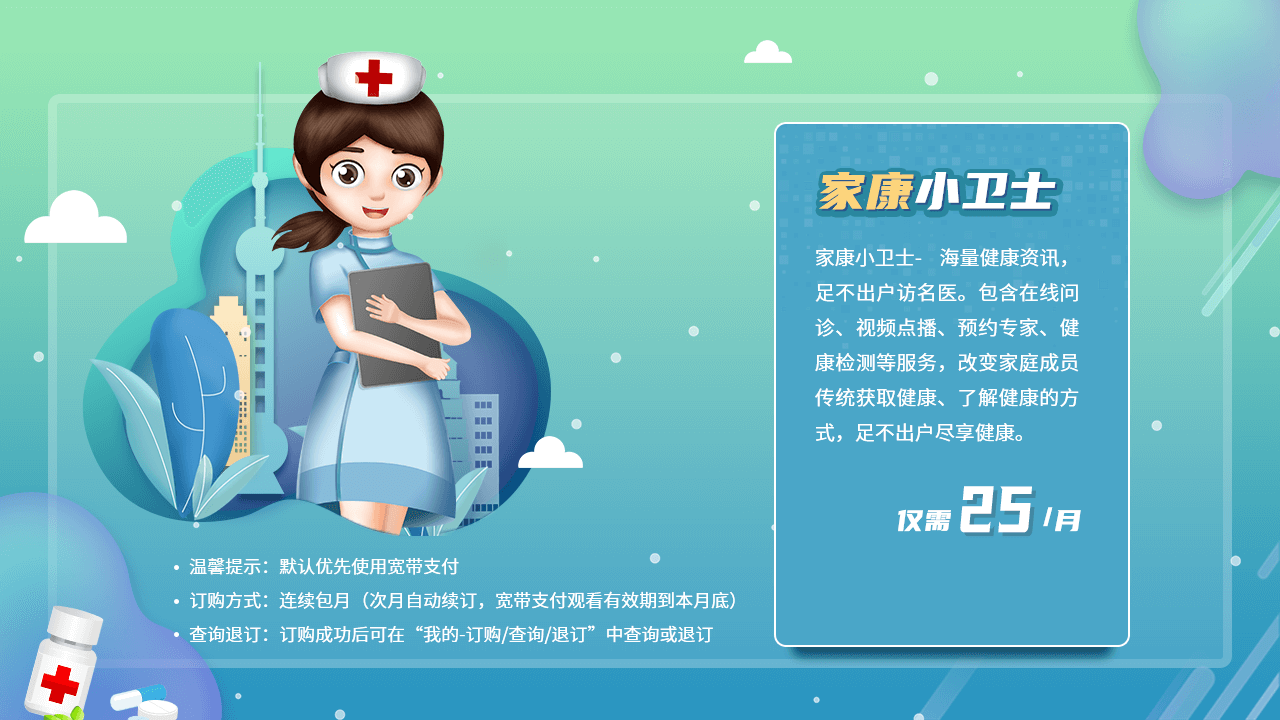 家康小卫士
家康小卫士- 海量健康资讯，
足不出户访名医。包含在线问
诊、视频点播、预约专家、健
康检测等服务，改变家庭成员
传统获取健康、了解健康的方
式，足不出户尽享健康。
仅需25/月
• 温馨提示：默认优先使用宽带支付
• 订购方式：连续包月（次月自动续订，宽带支付观看有效期到本月底）
• 查询退订：订购成功后可在“我的-订购/查询/退订”中查询或退订